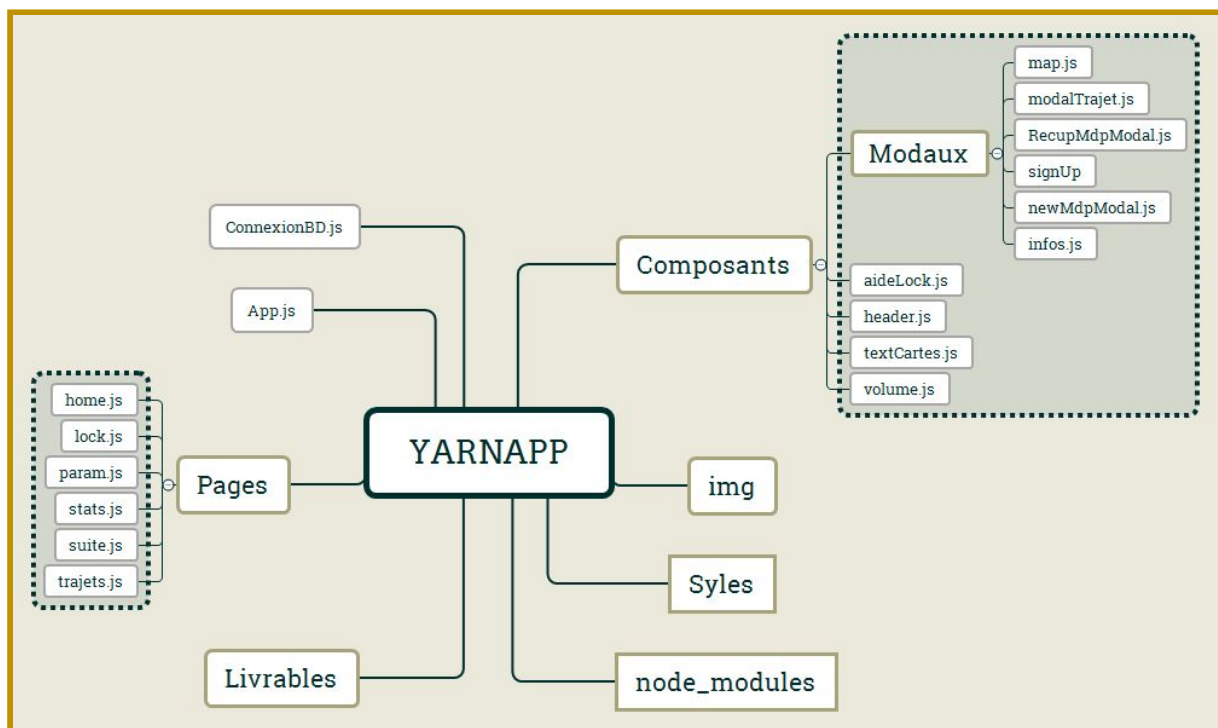 map.js
modalTrajet.js
RecupMdpModal.js
Modaux
signUp
newMdpModal.js
infos.js
ConnexionBD.js
Composants
aideLock.js
App.js
header.js
textCartes.js
volume.js
home.js
lock.js
YARNAPP
param.js
Pages
img
stats.js
suite.js
trajets.js
Syles
Livrables
node_modules